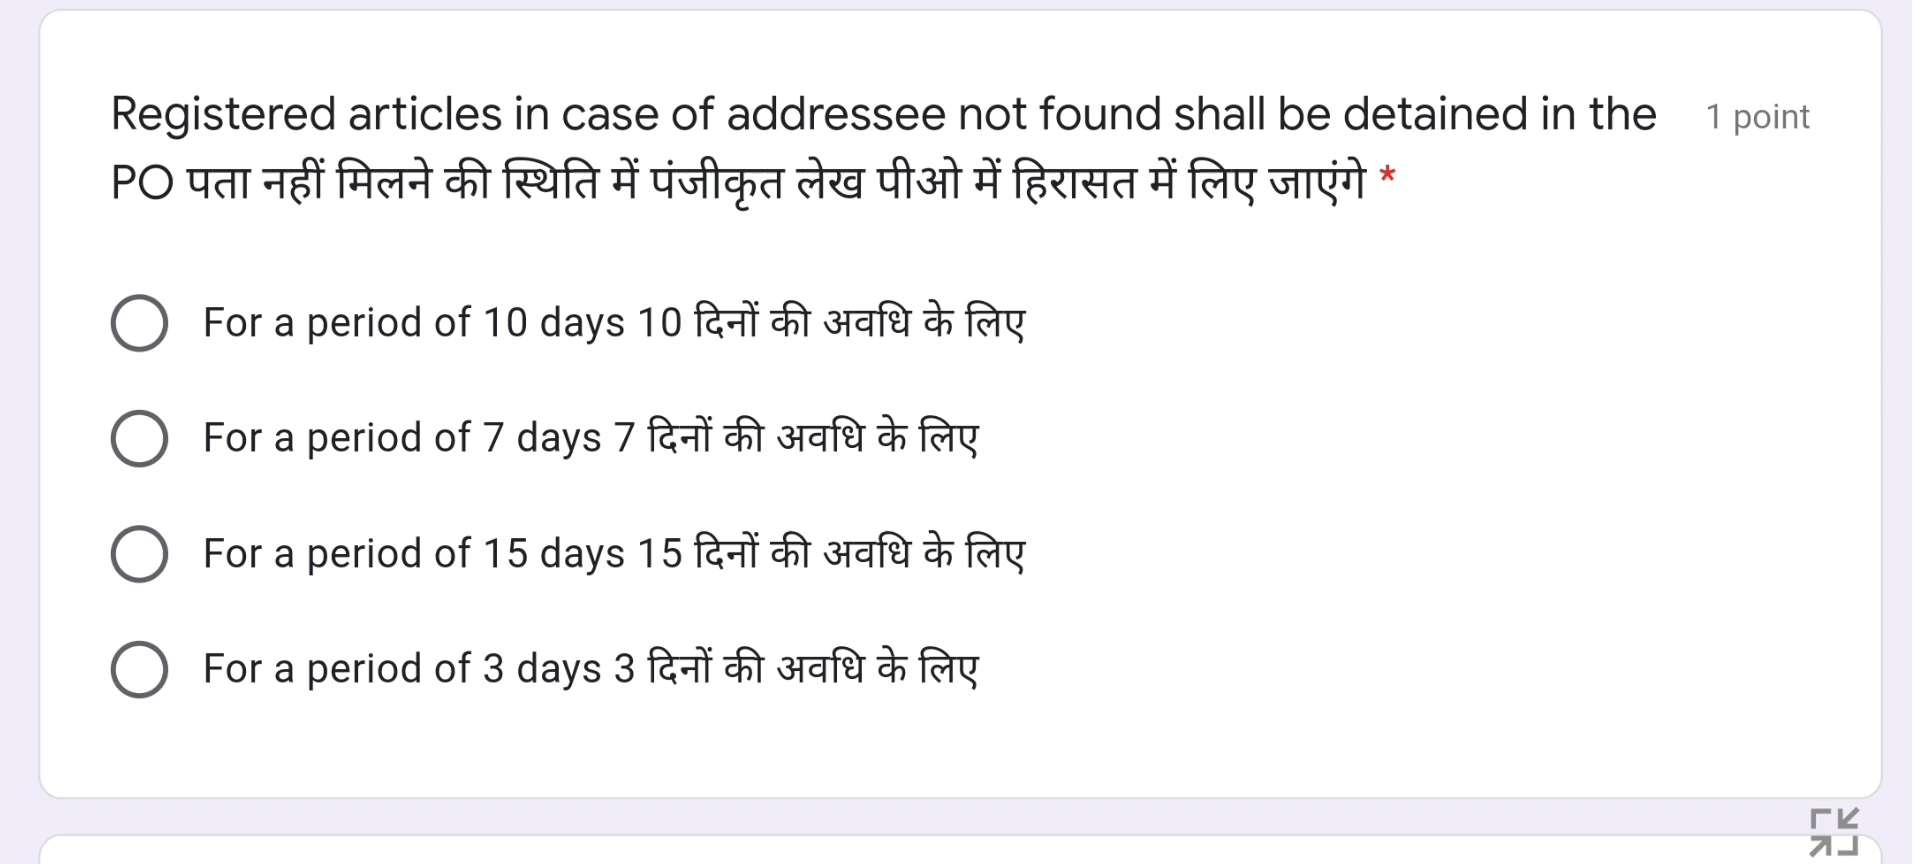 Registered articles in case of addressee not found shall be detained in the 1 point
PO पता नहीं मिलने की स्थिति में पंजीकृत लेख पीओ में हिरासत में लिए जाएंगे *
For a period of 10 days 10 दिनों की अवधि के लिए
For a period of 7 days 7 दिनों की अवधि के लिए
For a period of 15 days 15 दिनों की अवधि के लिए
For a period of 3 days 3 दिनों की अवधि के लिए